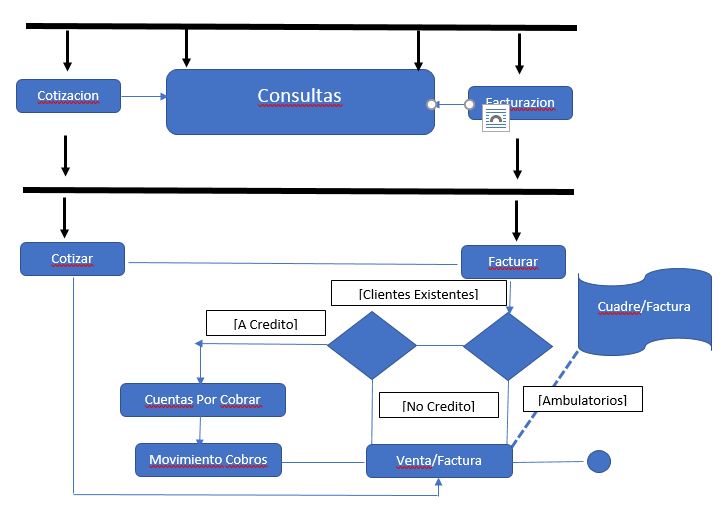 Cotizacion
Consultas
Facturazion
Cotizar
Facturar
[Clientes Existentes]
Cuadre/Factura
[A Credito]
Cuentas Por Cobrar
[No Credito]
[Ambulatorios]
Movimiento Cobros
Venta/Factura